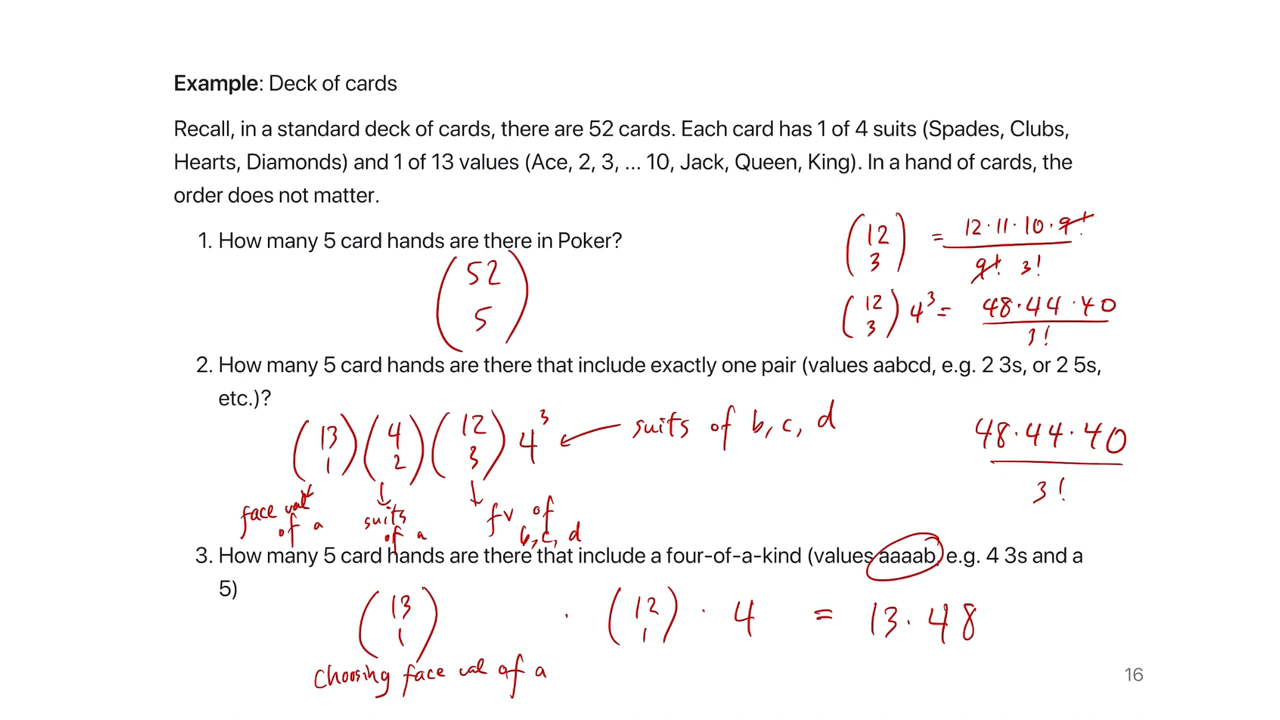 Example: Deck of cards
Recall, in a standard deck of cards, there are 52 cards. Each card has 1 of 4 suits (Spades, Clubs,
Hearts, Diamonds) and 1 of 13 values (Ace, 2, 3, ... 10, Jack, Queen, King). In a hand of cards, the
order does not matter.
1. How many 5 card hands are there in Poker?
(52 5)
(12 3) = 12·11·10·9! / 9! 3!
(12 3) 4³ = 48·44·40 / 3!
2. How many 5 card hands are there that include exactly one pair (values aabcd, e.g. 2 3s, or 2 5s,
etc.)?
(13 1) (4 2) (12 3) 4³ ← suits of b, c, d
48·44·40 / 3!
face val of a
suits of a
fv of b, c, d
3. How many 5 card hands are there that include a four-of-a-kind (values aaaab, e.g. 4 3s and a
5)
(13 1) · (12 1) · 4 = 13·48
Choosing face val of a
16